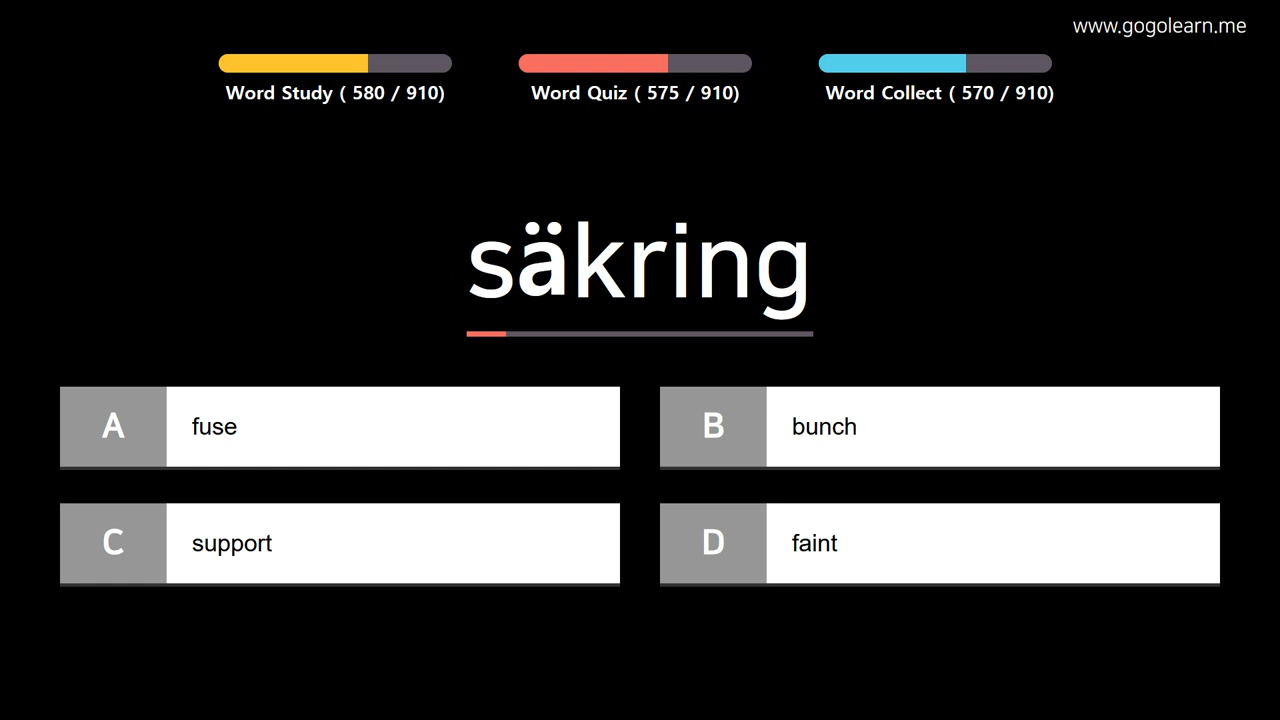 www.gogolearn.me
Word Study ( 580 / 910)
Word Quiz ( 575 / 910)
Word Collect ( 570 / 910)
säkring
A
fuse
B
bunch
C
support
D
faint